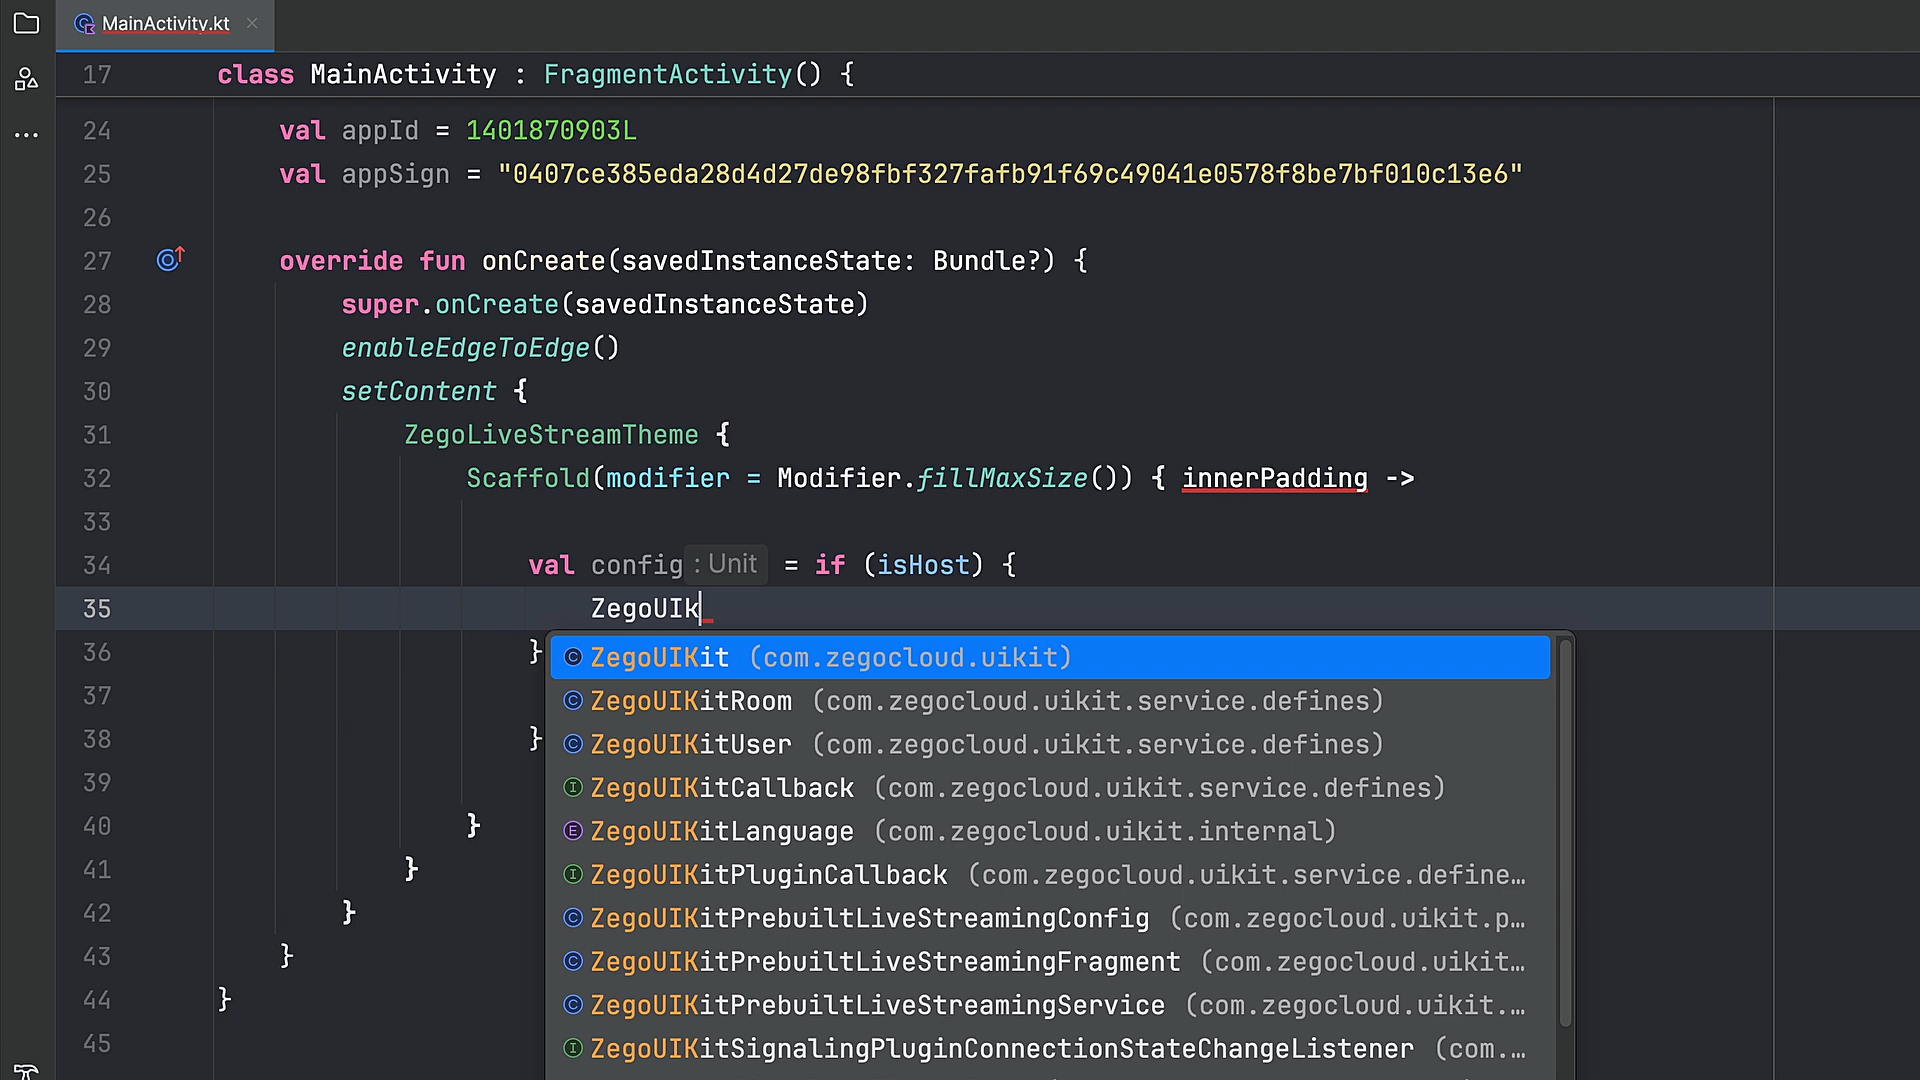 MainActivity.kt
17 class MainActivity : FragmentActivity() {
24 val appId = 1401870903L
25 val appSign = "0407ce385eda28d4d27de98fbf327fafb91f69c49041e0578f8be7bf010c13e6"
26
27 override fun onCreate(savedInstanceState: Bundle?) {
28 super.onCreate(savedInstanceState)
29 enableEdgeToEdge()
30 setContent {
31 ZegoLiveStreamTheme {
32 Scaffold(modifier = Modifier.fillMaxSize()) { innerPadding ->
33
34 val config : Unit = if (isHost) {
35 ZegoUIk
36 }
ZegoUIKit (com.zegocloud.uikit)
37
ZegoUIKitRoom (com.zegocloud.uikit.service.defines)
38 }
ZegoUIKitUser (com.zegocloud.uikit.service.defines)
39
ZegoUIKitCallback (com.zegocloud.uikit.service.defines)
40 }
ZegoUIKitLanguage (com.zegocloud.uikit.internal)
41 }
ZegoUIKitPluginCallback (com.zegocloud.uikit.service.define…
42 }
ZegoUIKitPrebuiltLiveStreamingConfig (com.zegocloud.uikit.p…
43 }
ZegoUIKitPrebuiltLiveStreamingFragment (com.zegocloud.uikit…
44 }
ZegoUIKitPrebuiltLiveStreamingService (com.zegocloud.uikit.…
45
ZegoUIKitSignalingPluginConnectionStateChangeListener (com.…